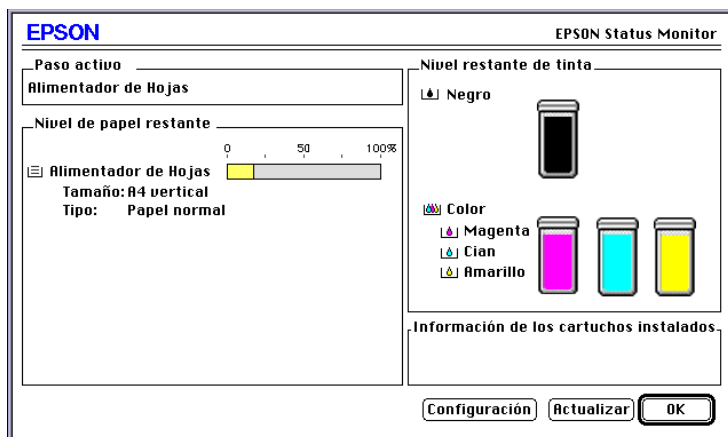 EPSON
EPSON Status Monitor
Paso activo
Alimentador de Hojas
Nivel de papel restante
0 50 100%
Alimentador de Hojas
Tamaño: A4 vertical
Tipo: Papel normal
Nivel restante de tinta
Negro
Color
Magenta
Cian
Amarillo
Información de los cartuchos instalados
Configuración Actualizar OK